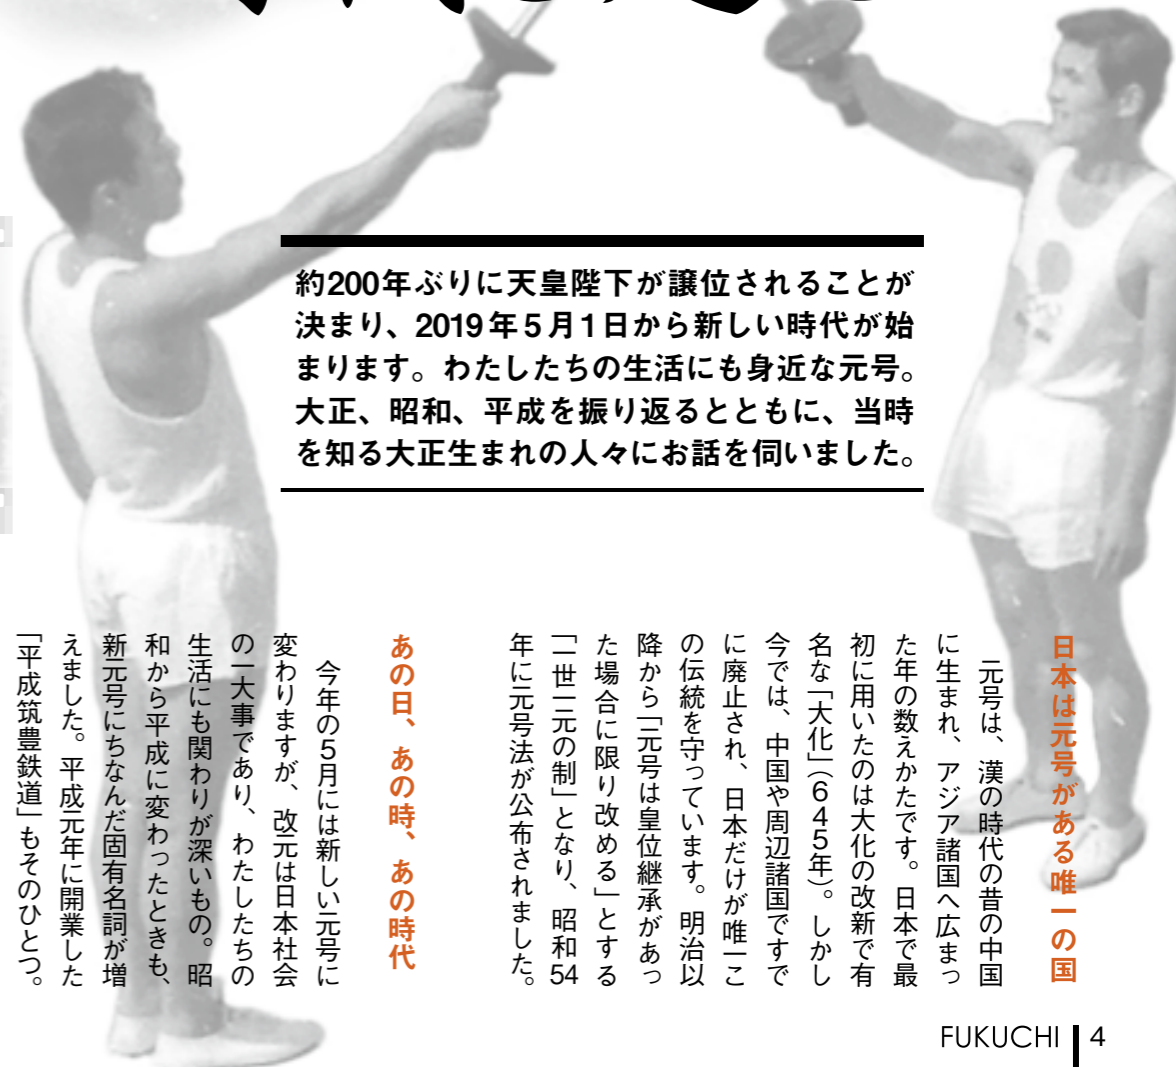 約200年ぶりに天皇陛下が譲位されることが
決まり、2019年5月1日から新しい時代が始
まります。わたしたちの生活にも身近な元号。
大正、昭和、平成を振り返るとともに、当時
を知る大正生まれの人々にお話を伺いました。
日本は元号がある唯一の国
元号は、漢の時代の昔の中国
に生まれ、アジア諸国へ広まっ
た年の数えかたです。日本で最
初に用いたのは大化の改新で有
名な「大化」（645年）。しかし
今では、中国や周辺諸国ですで
に廃止され、日本だけが唯一こ
の伝統を守っています。明治以
降から「元号は皇位継承があっ
た場合に限り改める」とする
「一世一元の制」となり、昭和54
年に元号法が公布されました。
あの日、あの時、あの時代
今年の5月には新しい元号に
変わりますが、改元は日本社会
の一大事であり、わたしたちの
生活にも関わりが深いもの。昭
和から平成に変わったときも、
新元号にちなんだ固有名詞が増
えました。平成元年に開業した
「平成筑豊鉄道」もそのひとつ。
FUKUCHI 4